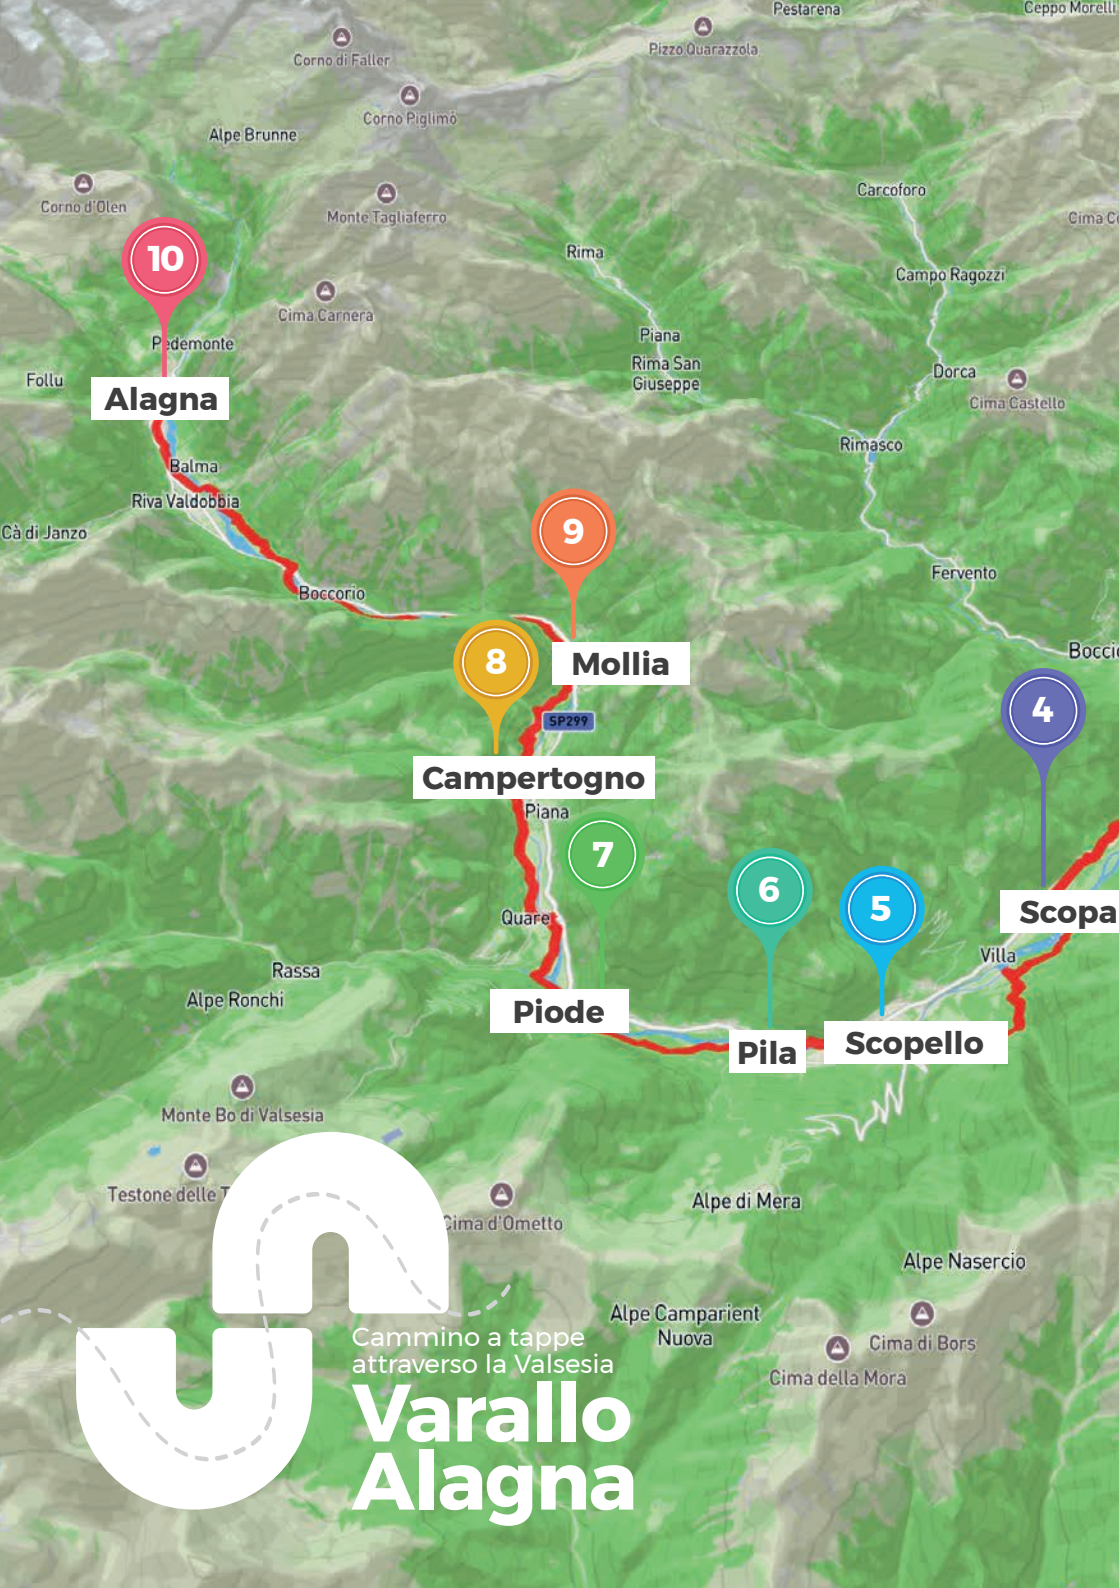 Pestarena
Ceppo Morelli
Pizzo Quarazzola
Corno di Faller
Corno Piglimò
Alpe Brunne
Corno d'Olen
Monte Tagliaferro
Carcoforo
Cima
10
Rima
Campo Ragozzi
Cima Carnera
Pedemonte
Piana
Rima San
Giuseppe
Follu
Alagna
Dorca
Cima Castello
Rimasco
Balma
Riva Valdobbia
Cà di Janzo
9
Fervento
Boccorio
Mollia
8
4
SP299
Campertogno
Piana
7
6
5
Scopa
Quare
Villa
Rassa
Alpe Ronchi
Piode
Pila
Scopello
Monte Bo di Valsesia
Testone delle
Cima d'Ometto
Alpe di Mera
Alpe Nasercio
Alpe Camparient
Nuova
Cima di Bors
Cima della Mora
Cammino a tappe
attraverso la Valsesia
Varallo
Alagna